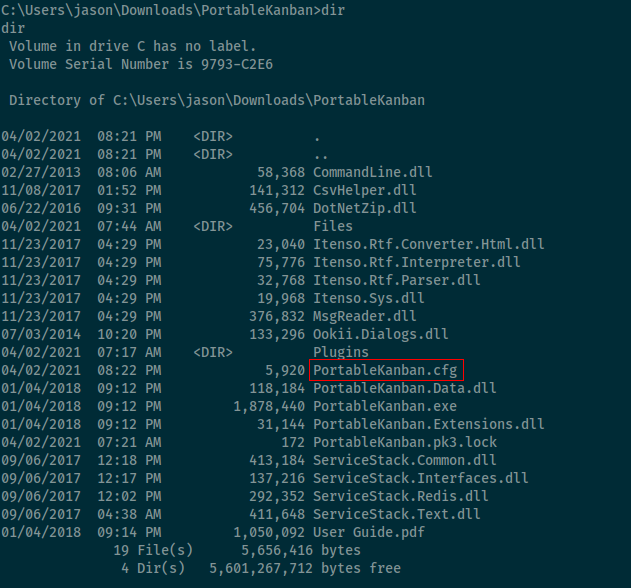 C:\Users\jason\Downloads\PortableKanban>dir
dir
 Volume in drive C has no label.
 Volume Serial Number is 9793-C2E6

 Directory of C:\Users\jason\Downloads\PortableKanban

04/02/2021  08:21 PM    <DIR>          .
04/02/2021  08:21 PM    <DIR>          ..
02/27/2013  08:06 AM            58,368 CommandLine.dll
11/08/2017  01:52 PM           141,312 CsvHelper.dll
06/22/2016  09:31 PM           456,704 DotNetZip.dll
04/02/2021  07:44 AM    <DIR>          Files
11/23/2017  04:29 PM            23,040 Itenso.Rtf.Converter.Html.dll
11/23/2017  04:29 PM            75,776 Itenso.Rtf.Interpreter.dll
11/23/2017  04:29 PM            32,768 Itenso.Rtf.Parser.dll
11/23/2017  04:29 PM            19,968 Itenso.Sys.dll
11/23/2017  04:29 PM           376,832 MsgReader.dll
07/03/2014  10:20 PM           133,296 Ookii.Dialogs.dll
04/02/2021  07:17 AM    <DIR>          Plugins
04/02/2021  08:22 PM             5,920 PortableKanban.cfg
01/04/2018  09:12 PM           118,184 PortableKanban.Data.dll
01/04/2018  09:12 PM         1,878,440 PortableKanban.exe
01/04/2018  09:12 PM            31,144 PortableKanban.Extensions.dll
04/02/2021  07:21 AM               172 PortableKanban.pk3.lock
09/06/2017  12:18 PM           413,184 ServiceStack.Common.dll
09/06/2017  12:17 PM           137,216 ServiceStack.Interfaces.dll
09/06/2017  12:02 PM           292,352 ServiceStack.Redis.dll
09/06/2017  04:38 AM           411,648 ServiceStack.Text.dll
01/04/2018  09:14 PM         1,050,092 User Guide.pdf
              19 File(s)      5,656,416 bytes
               4 Dir(s)   5,601,267,712 bytes free